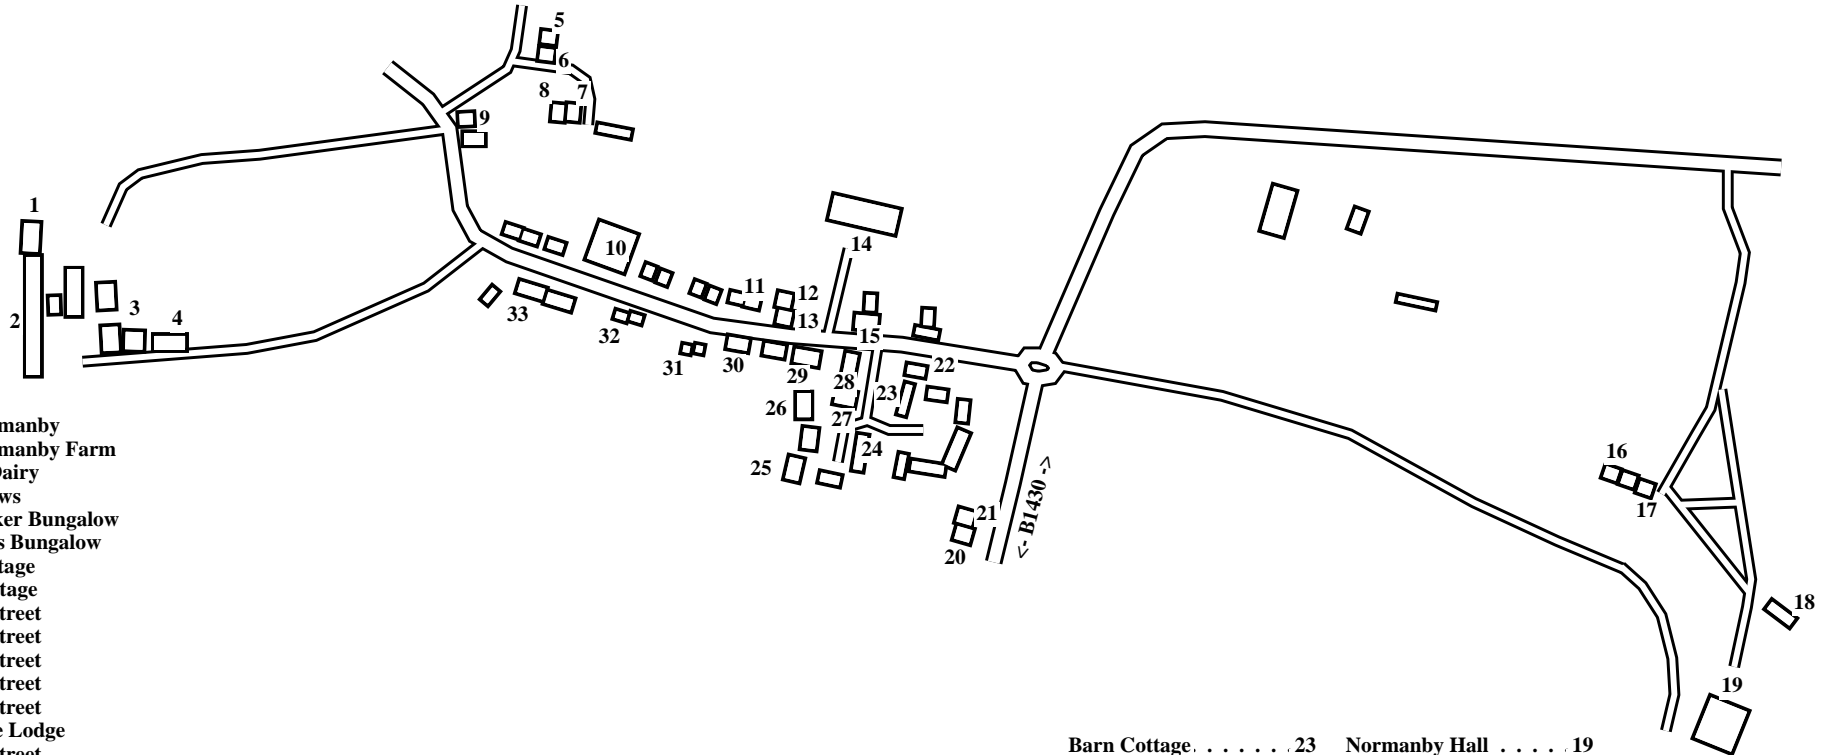 5
6
8
7
9
1
10
14
11
12
13
2
3
4
33
32
15
31
30
29
28
22
23
26
27
24
25
16
17
21
20
<- B1430 ->
18
19
manby
manby Farm
Dairy
ws
ker Bungalow
s Bungalow
tage
tage
treet
treet
treet
treet
treet
e Lodge
treet
Barn Cottage . . . . . . . 23 Normanby Hall . . . . . 19